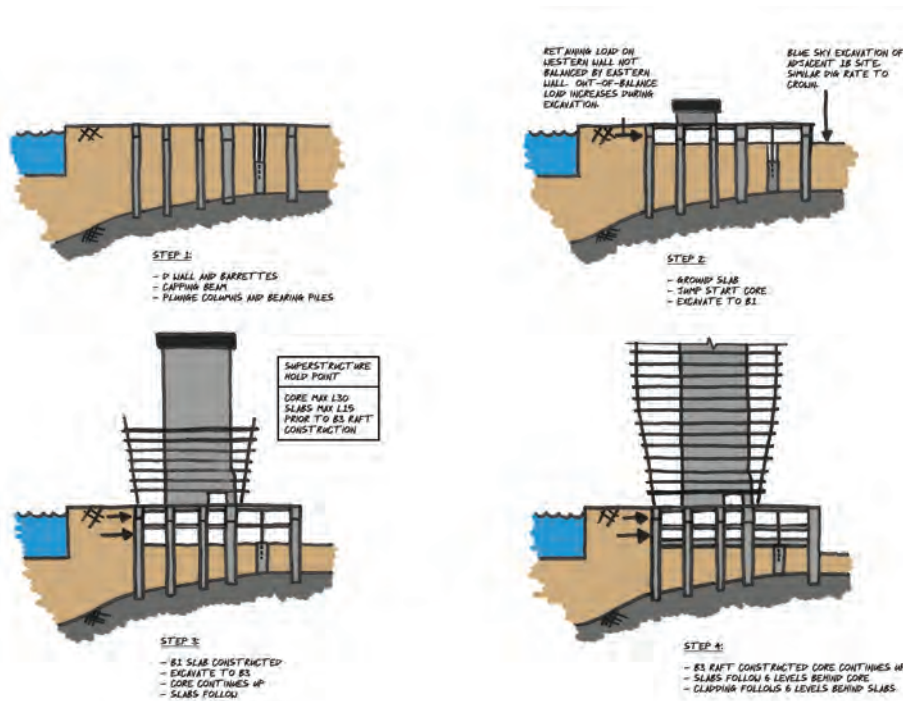 STEP 1:
- D WALL AND BARRETTES
- CAPPING BEAM
- PLUNGE COLUMNS AND BEARING PILES
RETAINING LOAD ON
WESTERN WALL NOT
BALANCED BY EASTERN
WALL. OUT-OF-BALANCE
LOAD INCREASES DURING
EXCAVATION.
BLUE SKY EXCAVATION OF
ADJACENT 1B SITE.
SIMILAR DIG RATE TO
CROWN.
STEP 2:
- GROUND SLAB
- JUMP START CORE
- EXCAVATE TO B1
SUPERSTRUCTURE
HOLD POINT
CORE MAX L30
SLABS MAX L15
PRIOR TO B3 RAFT
CONSTRUCTION
STEP 3:
- B1 SLAB CONSTRUCTED
- EXCAVATE TO B3
- CORE CONTINUES UP
- SLABS FOLLOW
STEP 4:
- B3 RAFT CONSTRUCTED CORE CONTINUES UP
- SLABS FOLLOW 6 LEVELS BEHIND CORE
- CLADDING FOLLOWS 6 LEVELS BEHIND SLABS